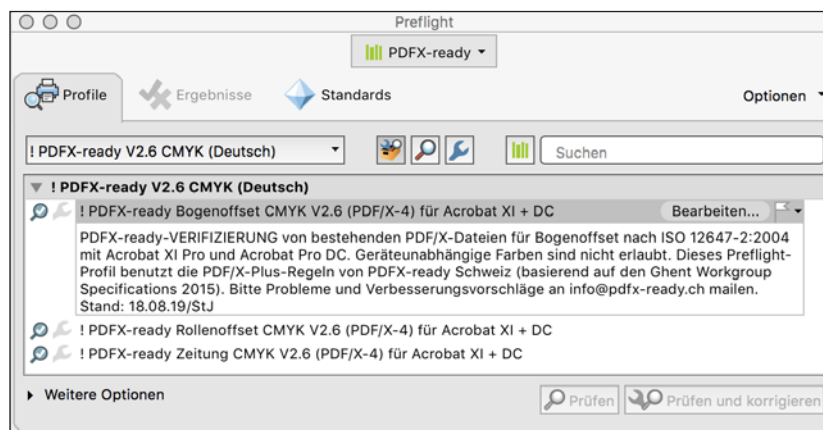 Preflight
PDFX-ready
Profile
Ergebnisse
Standards
Optionen
! PDFX-ready V2.6 CMYK (Deutsch)
Suchen
! PDFX-ready V2.6 CMYK (Deutsch)
! PDFX-ready Bogenoffset CMYK V2.6 (PDF/X-4) für Acrobat XI + DC
Bearbeiten...
PDFX-ready-VERIFIZIERUNG von bestehenden PDF/X-Dateien für Bogenoffset nach ISO 12647-2:2004
mit Acrobat XI Pro und Acrobat Pro DC. Geräteunabhängige Farben sind nicht erlaubt. Dieses Preflight-
Profil benutzt die PDF/X-Plus-Regeln von PDFX-ready Schweiz (basierend auf den Ghent Workgroup
Specifications 2015). Bitte Probleme und Verbesserungsvorschläge an info@pdfx-ready.ch mailen.
Stand: 18.08.19/StJ
! PDFX-ready Rollenoffset CMYK V2.6 (PDF/X-4) für Acrobat XI + DC
! PDFX-ready Zeitung CMYK V2.6 (PDF/X-4) für Acrobat XI + DC
Weitere Optionen
Prüfen
Prüfen und korrigieren